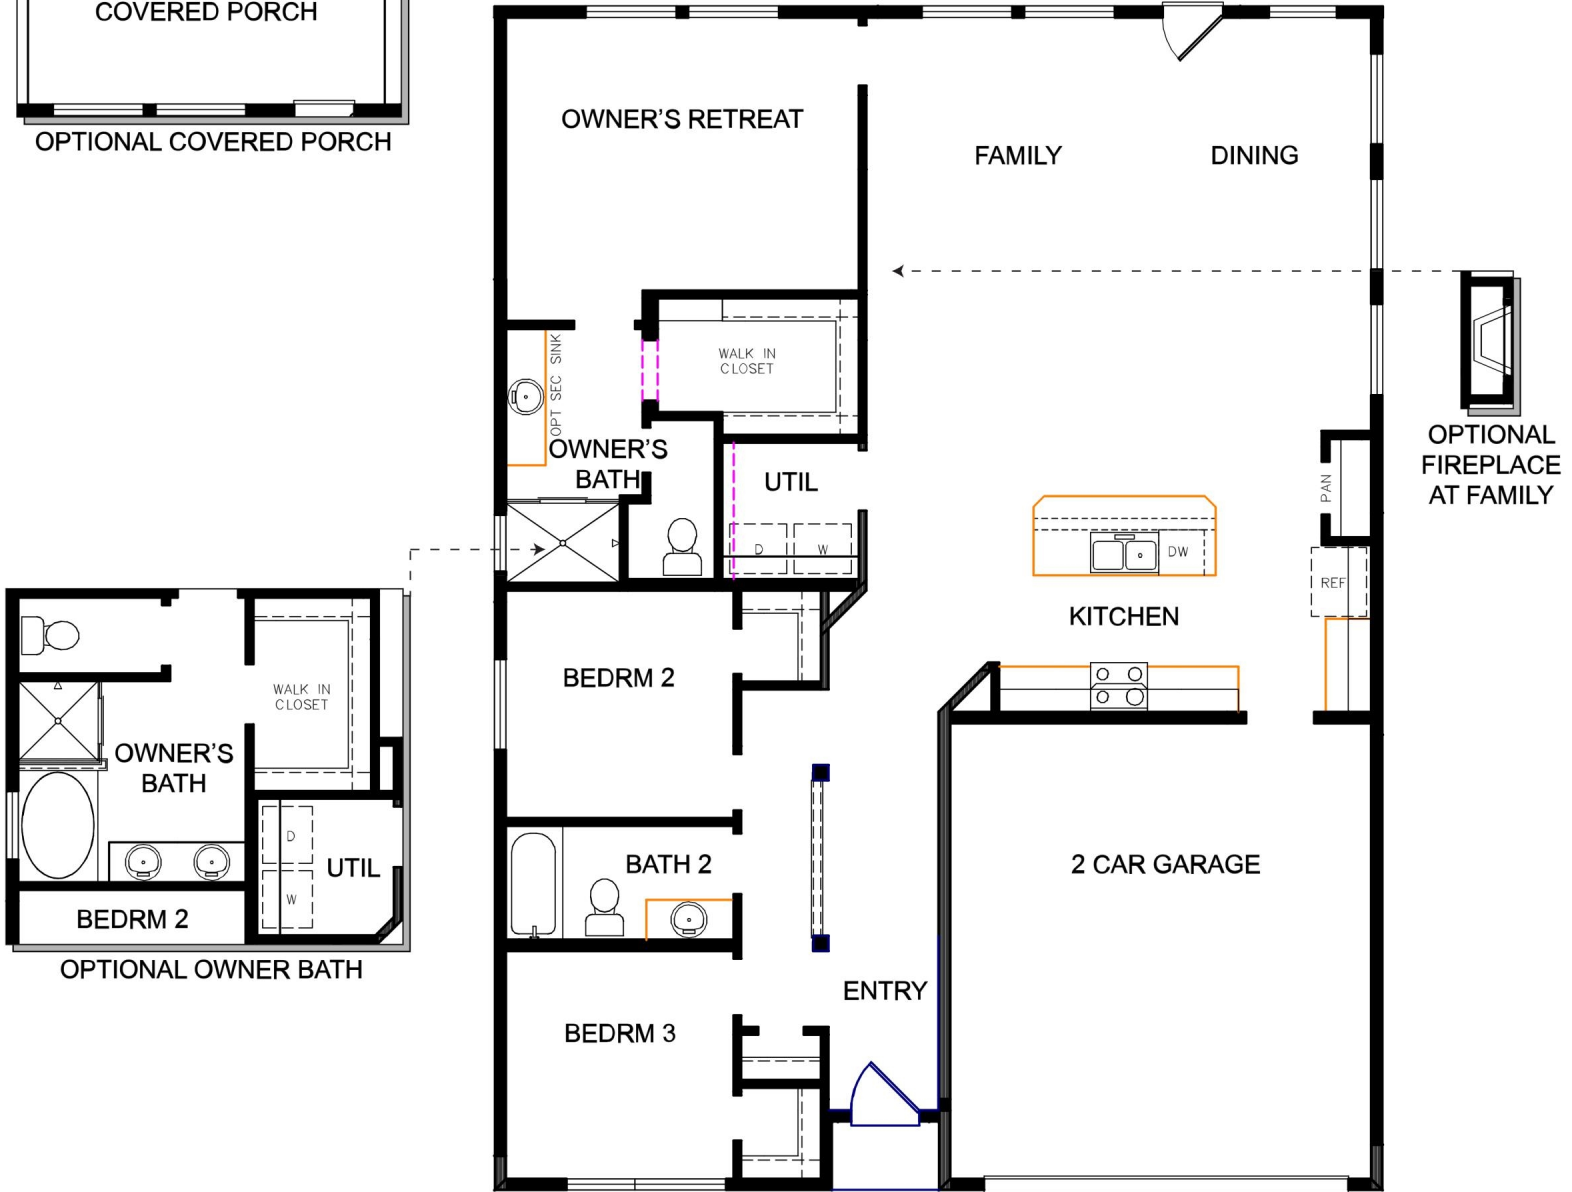 COVERED PORCH
OPTIONAL COVERED PORCH
OWNER'S RETREAT
FAMILY
DINING
WALK IN
CLOSET
OPT SEC SINK
OWNER'S
BATH
UTIL
D
W
PAN
DW
REF
KITCHEN
OPTIONAL
FIREPLACE
AT FAMILY
BEDRM 2
BATH 2
2 CAR GARAGE
ENTRY
BEDRM 3
WALK IN
CLOSET
OWNER'S
BATH
D
W
UTIL
BEDRM 2
OPTIONAL OWNER BATH